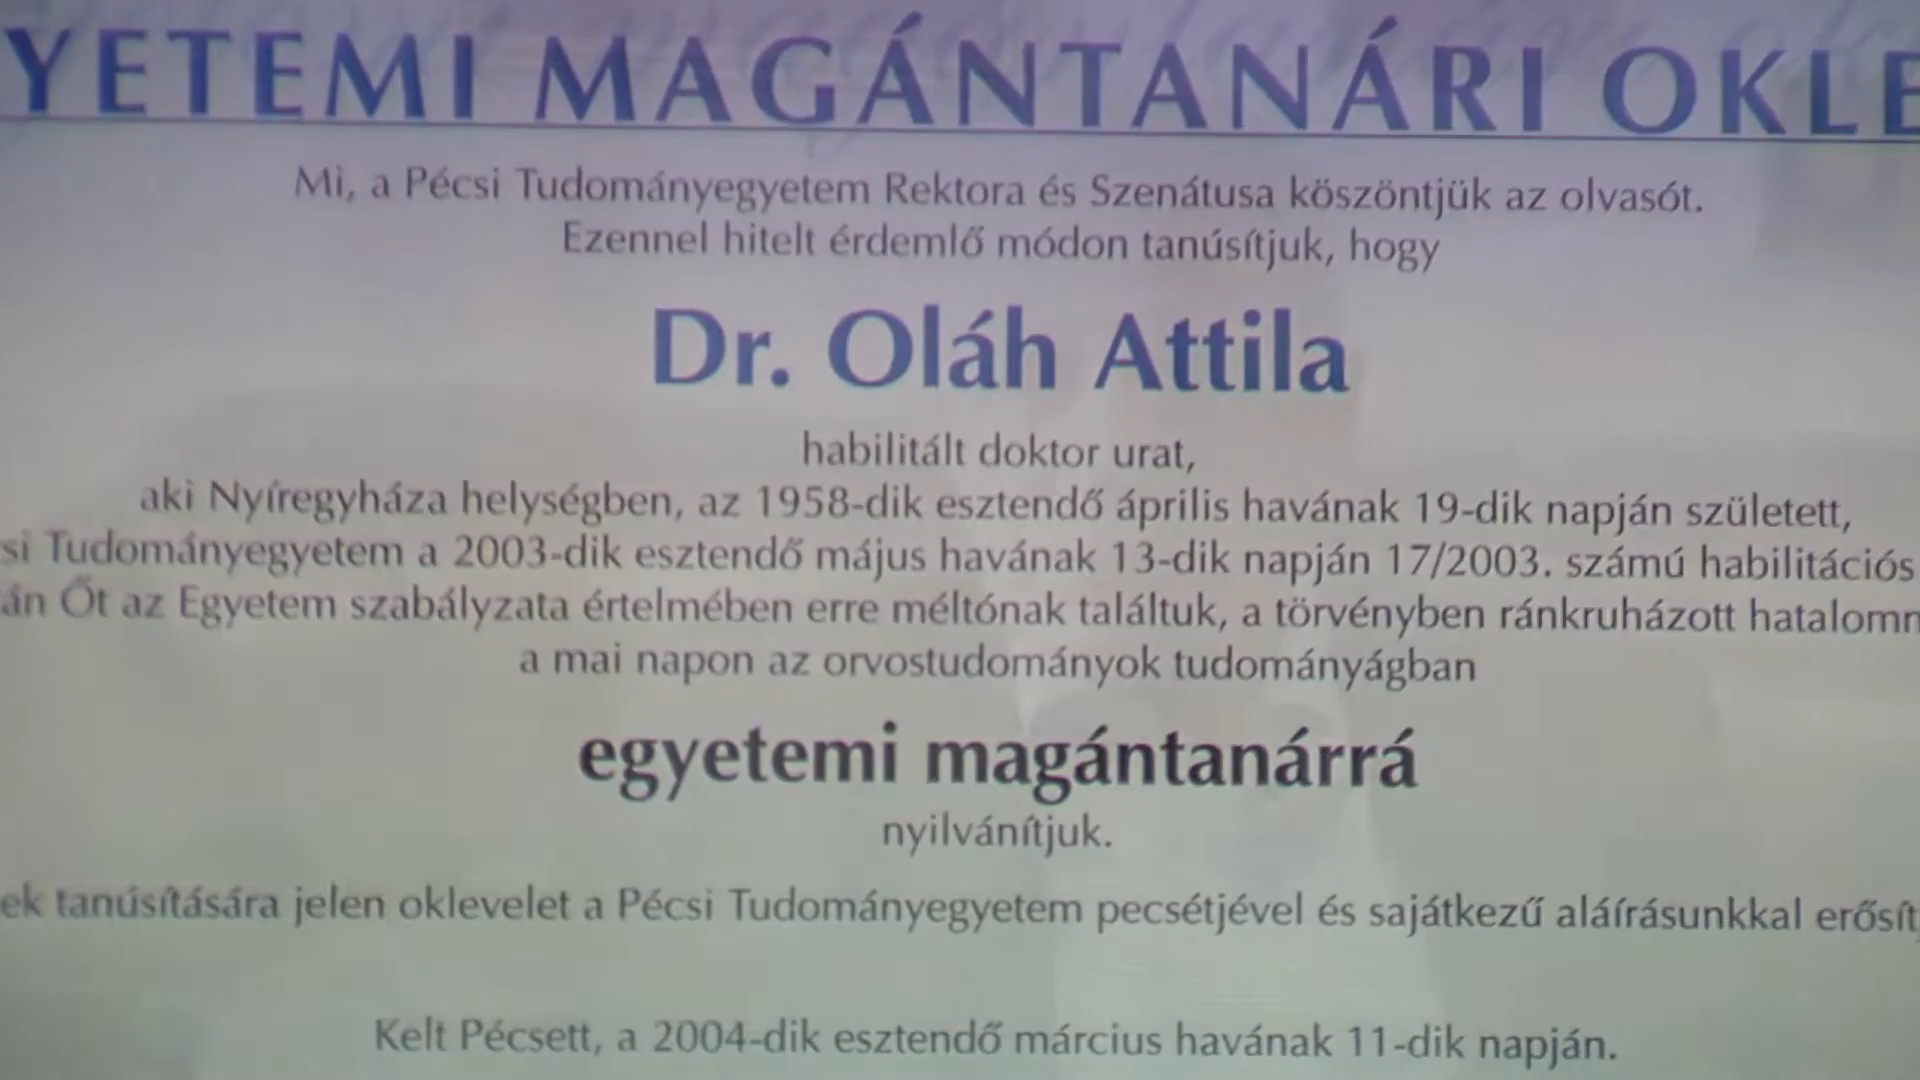 YETEMI MAGÁNTANÁRI OKLE
Mi, a Pécsi Tudományegyetem Rektora és Szenátusa köszöntjük az olvasót.
Ezennel hitelt érdemlő módon tanúsítjuk, hogy
Dr. Oláh Attila
habilitált doktor urat,
aki Nyíregyháza helységben, az 1958-dik esztendő április havának 19-dik napján született,
si Tudományegyetem a 2003-dik esztendő május havának 13-dik napján 17/2003. számú habilitációs
án Őt az Egyetem szabályzata értelmében erre méltónak találtuk, a törvényben ránkruházott hatalomn
a mai napon az orvostudományok tudományágban
egyetemi magántanárrá
nyilvánítjuk.
ek tanúsítására jelen oklevelet a Pécsi Tudományegyetem pecsétjével és sajátkezű aláírásunkkal erősít
Kelt Pécsett, a 2004-dik esztendő március havának 11-dik napján.